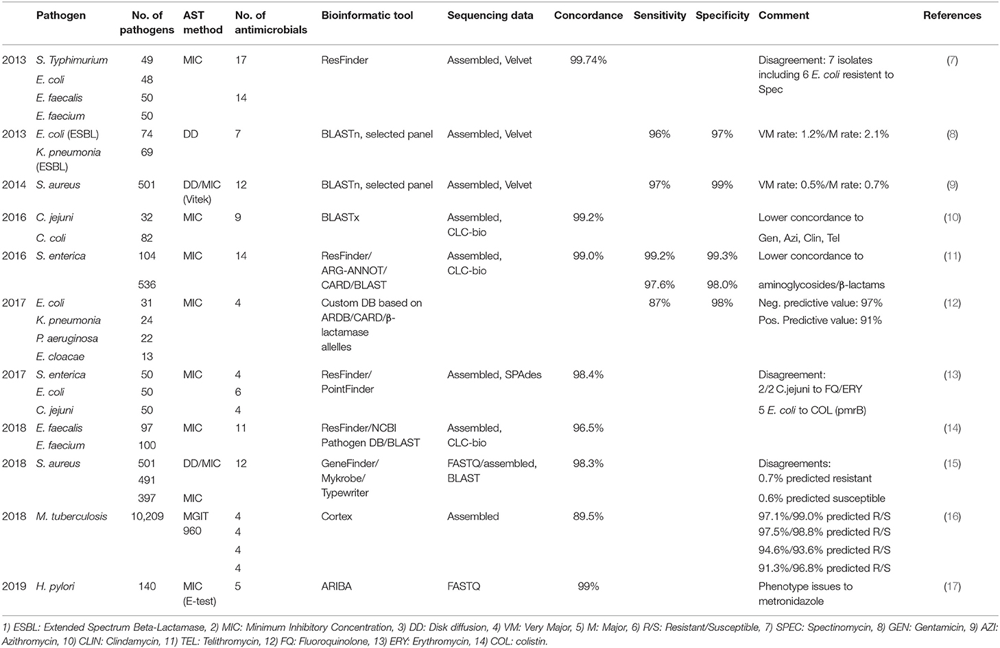 Pathogen No. of AST No. of Bioinformatic tool Sequencing data Concordance Sensitivity Specificity Comment References
pathogens method antimicrobials
2013 S. Typhimurium 49 MIC 17 ResFinder Assembled, Velvet 99.74% Disagreement: 7 isolates (7)
E. coli 48 including 6 E. coli resistent to
Spec
E. faecalis 50 14
E. faecium 50
2013 E. coli (ESBL) 74 DD 7 BLASTn, selected panel Assembled, Velvet 96% 97% VM rate: 1.2%/M rate: 2.1% (8)
K. pneumonia 69
(ESBL)
2014 S. aureus 501 DD/MIC 12 BLASTn, selected panel Assembled, Velvet 97% 99% VM rate: 0.5%/M rate: 0.7% (9)
(Vitek)
2016 C. jejuni 32 MIC 9 BLASTx Assembled, 99.2% Lower concordance to (10)
CLC-bio
C. coli 82 Gen, Azi, Clin, Tel
2016 S. enterica 104 MIC 14 ResFinder/ Assembled, 99.0% 99.2% 99.3% Lower concordance to (11)
ARG-ANNOT/ CLC-bio
536 CARD/BLAST 97.6% 98.0% aminoglycosides/β-lactams
2017 E. coli 31 MIC 4 Custom DB based on 87% 98% Neg. predictive value: 97% (12)
K. pneumonia 24 ARDB/CARD/β- Pos. Predictive value: 91%
lactamase
P. aeruginosa 22 alleles
E. cloacae 13
2017 S. enterica 50 MIC 4 ResFinder/ Assembled, SPAdes 98.4% Disagreement: (13)
E. coli 50 6 PointFinder 2/2 C.jejuni to FQ/ERY
C. jejuni 50 4 5 E. coli to COL (pmrB)
2018 E. faecalis 97 MIC 11 ResFinder/NCBI Assembled, 96.5% (14)
E. faecium 100 Pathogen DB/BLAST CLC-bio
2018 S. aureus 501 DD/MIC 12 GeneFinder/ FASTQ/assembled, 98.3% Disagreements: (15)
491 Mykrobe/ BLAST 0.7% predicted resistant
397 MIC Typewriter 0.6% predicted susceptible
2018 M. tuberculosis 10,209 MGIT 4 Cortex Assembled 89.5% 97.1%/99.0% predicted R/S (16)
960 4 97.5%/98.8% predicted R/S
4 94.6%/93.6% predicted R/S
4 91.3%/96.8% predicted R/S
2019 H. pylori 140 MIC 5 ARIBA FASTQ 99% Phenotype issues to (17)
(E-test) metronidazole
1) ESBL: Extended Spectrum Beta-Lactamase, 2) MIC: Minimum Inhibitory Concentration, 3) DD: Disk diffusion, 4) VM: Very Major, 5) M: Major, 6) R/S: Resistant/Susceptible, 7) SPEC: Spectinomycin, 8) GEN: Gentamicin, 9) AZI:
Azithromycin, 10) CLIN: Clindamycin, 11) TEL: Telithromycin, 12) FQ: Fluoroquinolone, 13) ERY: Erythromycin, 14) COL: colistin.